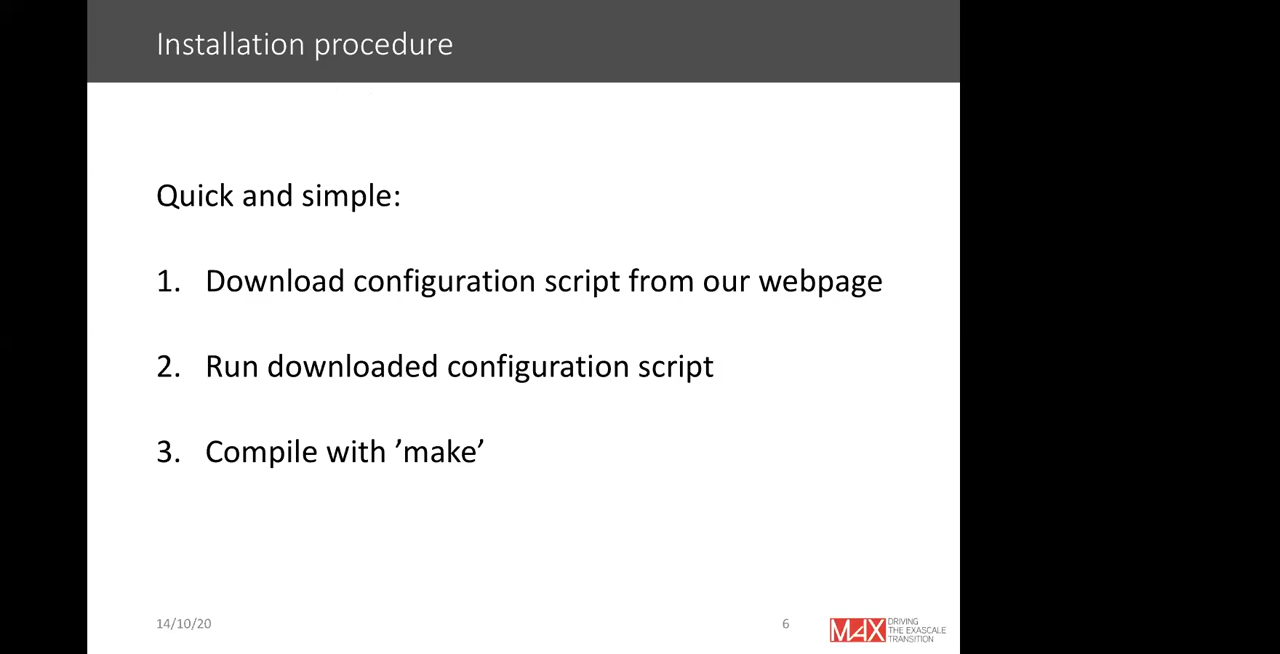 Installation procedure
Quick and simple:
1. Download configuration script from our webpage
2. Run downloaded configuration script
3. Compile with ’make’
14/10/20
6
MAX
DRIVING
THE EXASCALE
TRANSITION